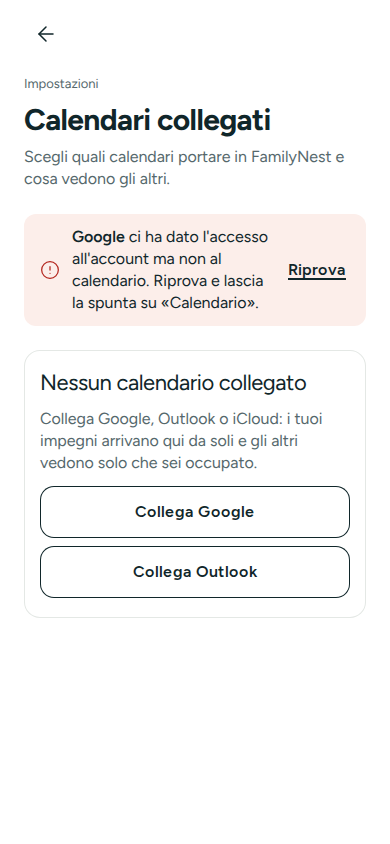 Impostazioni
Calendari collegati
Scegli quali calendari portare in FamilyNest e
cosa vedono gli altri.
Google ci ha dato l'accesso
all'account ma non al
calendario. Riprova e lascia
la spunta su «Calendario».
Riprova
Nessun calendario collegato
Collega Google, Outlook o iCloud: i tuoi
impegni arrivano qui da soli e gli altri
vedono solo che sei occupato.
Collega Google
Collega Outlook